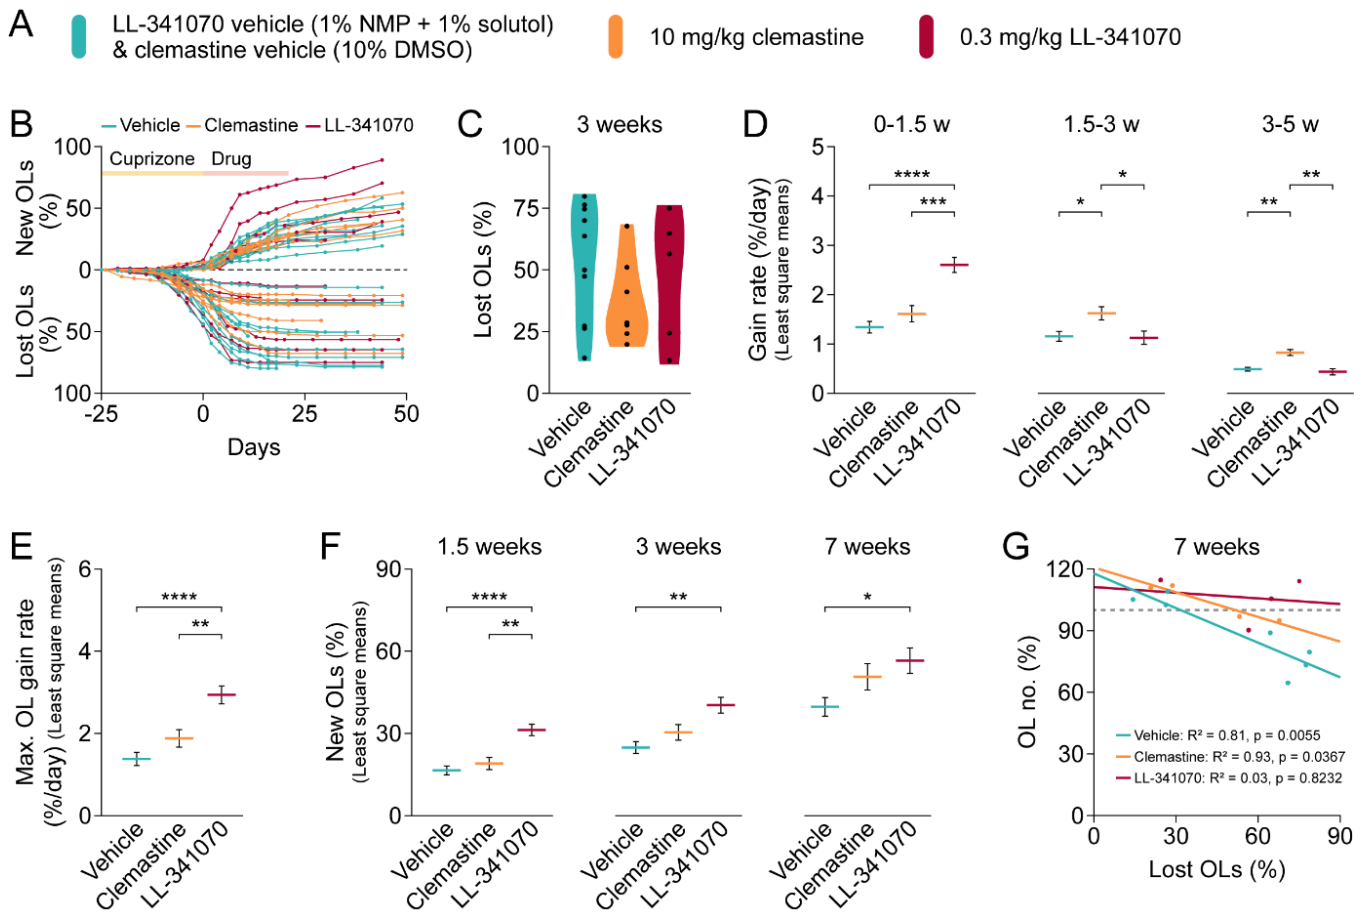 A
LL-341070 vehicle (1% NMP + 1% solutol)
& clemastine vehicle (10% DMSO)
10 mg/kg clemastine
0.3 mg/kg LL-341070
B
Vehicle Clemastine LL-341070
Cuprizone Drug
New OLs
(%)
Lost OLs
(%)
100
50
0
50
100
-25 0 25 50
Days
C
3 weeks
Lost OLs (%)
100
75
50
25
0
Vehicle
Clemastine
LL-341070
D
0-1.5 w 1.5-3 w 3-5 w
Gain rate (%/day)
(Least square means)
5
4
3
2
1
0
**** *** * * ** **
Vehicle
Clemastine
LL-341070
Vehicle
Clemastine
LL-341070
Vehicle
Clemastine
LL-341070
E
Max. OL gain rate
(%/day) (Least square means)
6
4
2
0
****
**
Vehicle
Clemastine
LL-341070
F
1.5 weeks 3 weeks 7 weeks
New OLs (%)
(Least square means)
90
60
30
0
**** ** ** *
Vehicle
Clemastine
LL-341070
Vehicle
Clemastine
LL-341070
Vehicle
Clemastine
LL-341070
G
7 weeks
OL no. (%)
120
90
60
30
0
Vehicle: R² = 0.81, p = 0.0055
Clemastine: R² = 0.93, p = 0.0367
LL-341070: R² = 0.03, p = 0.8232
0 30 60 90
Lost OLs (%)